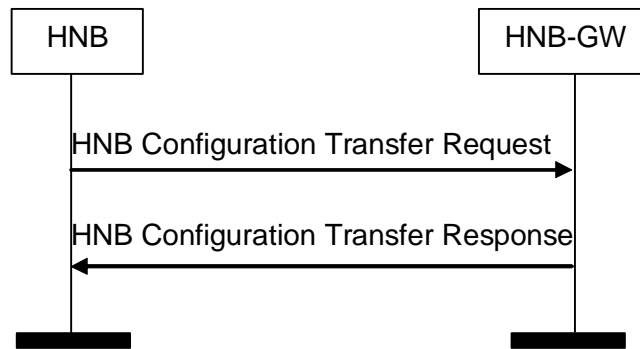 HNB
HNB-GW
HNB Configuration Transfer Request
HNB Configuration Transfer Response